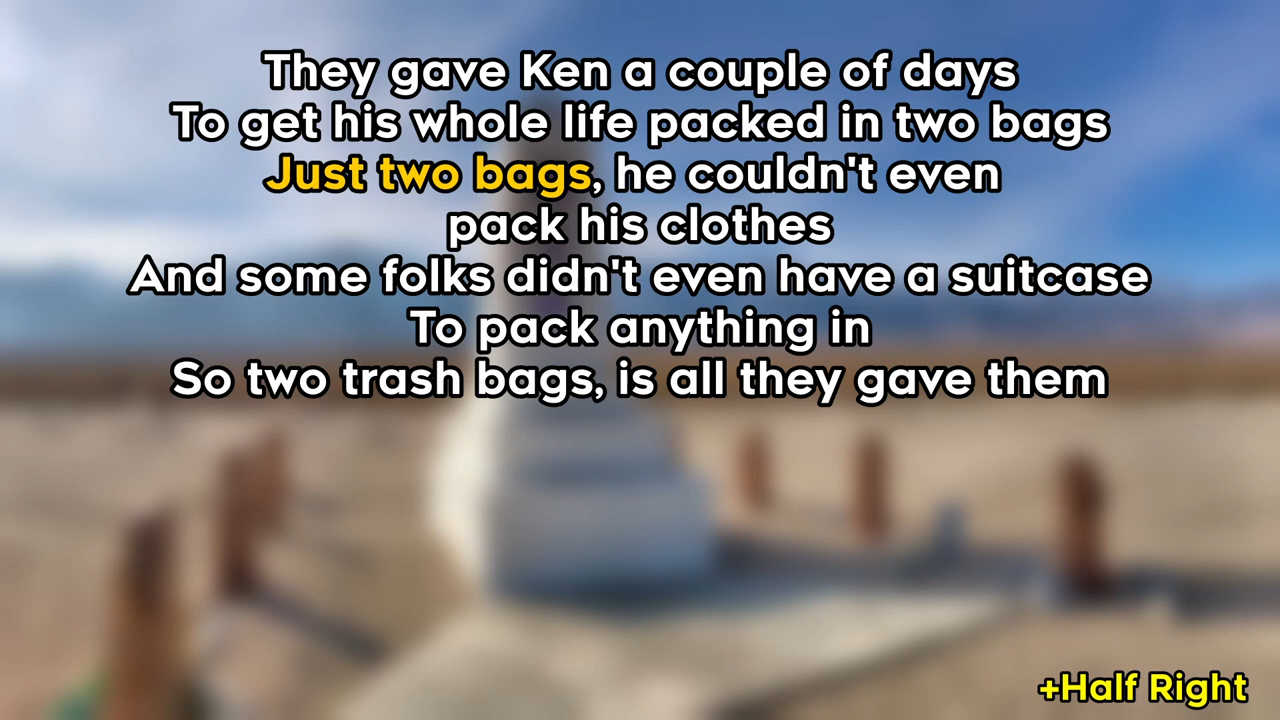 They gave Ken a couple of days
To get his whole life packed in two bags
Just two bags, he couldn't even
pack his clothes
And some folks didn't even have a suitcase
To pack anything in
So two trash bags, is all they gave them
+Half Right